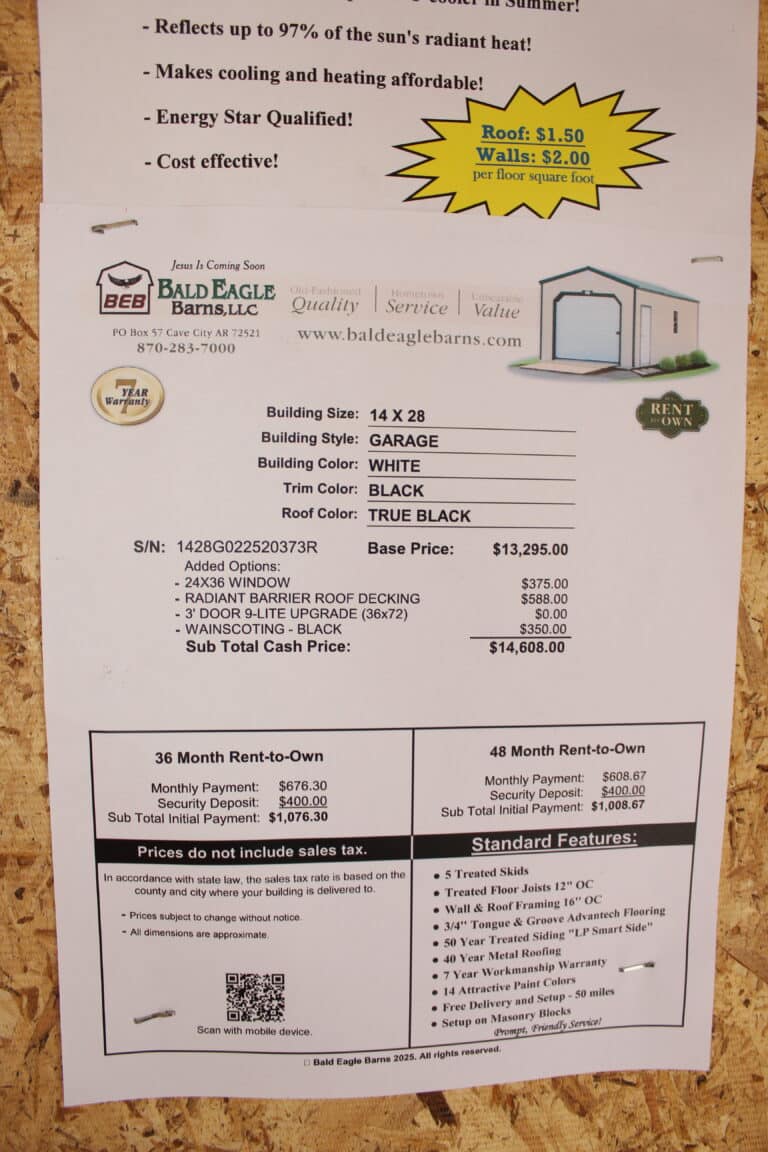 cooler in Summer!
- Reflects up to 97% of the sun's radiant heat!
- Makes cooling and heating affordable!
- Energy Star Qualified!
- Cost effective!
Roof: $1.50
Walls: $2.00
per floor square foot
Jesus Is Coming Soon
BEB
BALD EAGLE
BARNS, LLC
PO Box 57 Cave City AR 72521
870-283-7000
Old-Fashioned Quality
Hometown Service
Value
www.baldeaglebarns.com
7 YEAR
Warranty
RENT
TO OWN
Building Size: 14 X 28
Building Style: GARAGE
Building Color: WHITE
Trim Color: BLACK
Roof Color: TRUE BLACK
S/N: 1428G022520373R Base Price: $13,295.00
Added Options:
- 24X36 WINDOW $375.00
- RADIANT BARRIER ROOF DECKING $588.00
- 3' DOOR 9-LITE UPGRADE (36x72) $0.00
- WAINSCOTING - BLACK $350.00
Sub Total Cash Price: $14,608.00
36 Month Rent-to-Own
Monthly Payment: $676.30
Security Deposit: $400.00
Sub Total Initial Payment: $1,076.30
48 Month Rent-to-Own
Monthly Payment: $608.67
Security Deposit: $400.00
Sub Total Initial Payment: $1,008.67
Prices do not include sales tax.
In accordance with state law, the sales tax rate is based on the
county and city where your building is delivered to.
- Prices subject to change without notice.
- All dimensions are approximate.
Scan with mobile device.
Standard Features:
• 5 Treated Skids
• Treated Floor Joists 12" OC
• Wall & Roof Framing 16" OC
• 3/4" Tongue & Groove Advantech Flooring
• 50 Year Treated Siding "LP Smart Side"
• 40 Year Metal Roofing
• 7 Year Workmanship Warranty
• 14 Attractive Paint Colors
• Free Delivery and Setup - 50 miles
• Setup on Masonry Blocks
Prompt, Friendly Service!
□ Bald Eagle Barns 2025. All rights reserved.